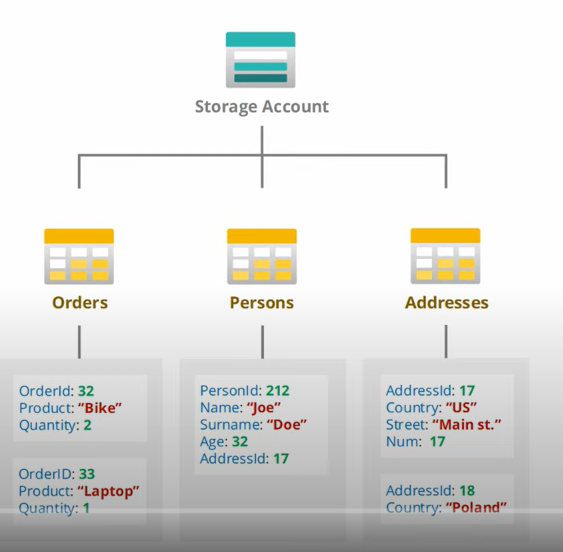 Storage Account
Orders
Persons
Addresses
OrderId: 32
Product: “Bike”
Quantity: 2
OrderID: 33
Product: “Laptop”
Quantity: 1
PersonId: 212
Name: “Joe”
Surname: “Doe”
Age: 32
AddressId: 17
AddressId: 17
Country: “US”
Street: “Main st.”
Num: 17
AddressId: 18
Country: “Poland”